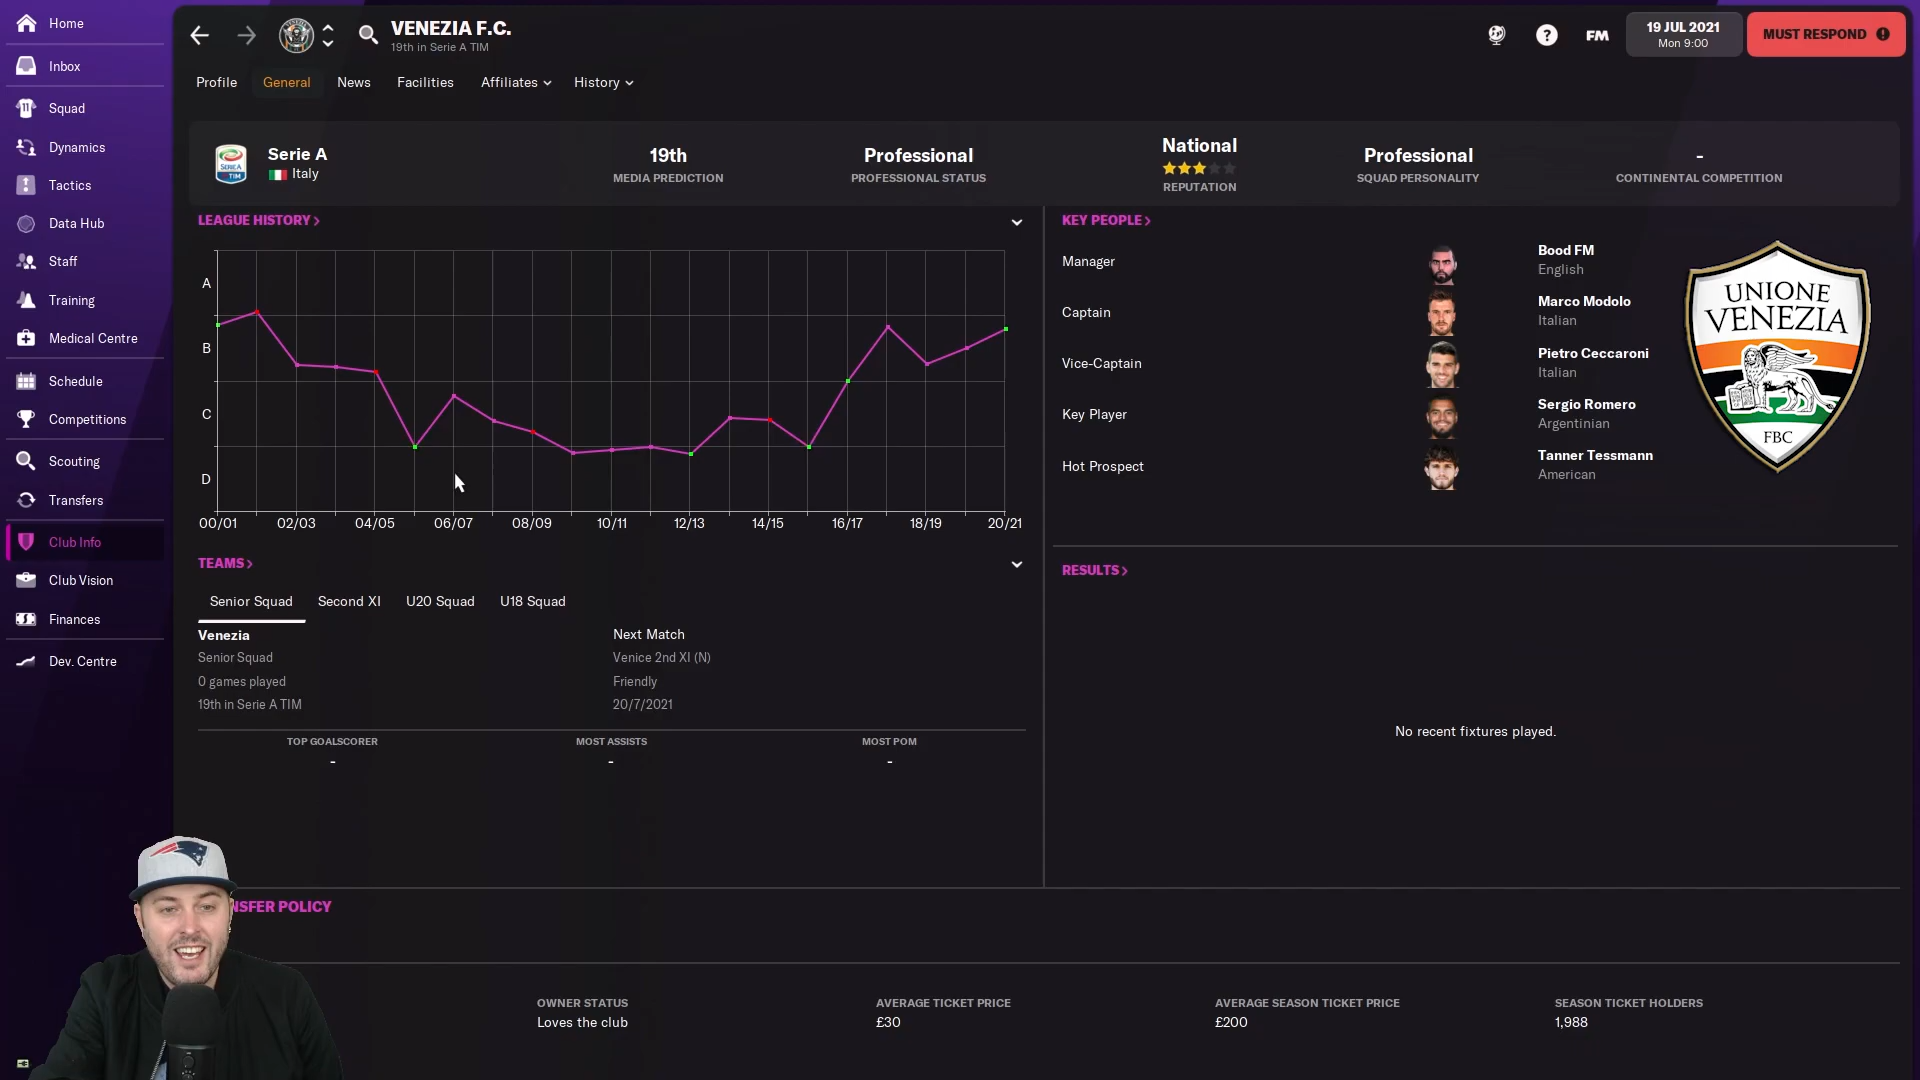 Home
Inbox
Squad
Dynamics
Tactics
Data Hub
Staff
Training
Medical Centre
Schedule
Competitions
Scouting
Transfers
Club Info
Club Vision
Finances
Dev. Centre
VENEZIA F.C.
19th in Serie A TIM
?
FM
19 JUL 2021
Mon 9:00
MUST RESPOND
Profile
General
News
Facilities
Affiliates
History
Serie A
Italy
19th
MEDIA PREDICTION
Professional
PROFESSIONAL STATUS
National
REPUTATION
Professional
SQUAD PERSONALITY
-
CONTINENTAL COMPETITION
LEAGUE HISTORY >
A
B
C
D
00/01 02/03 04/05 06/07 08/09 10/11 12/13 14/15 16/17 18/19 20/21
KEY PEOPLE >
Manager
Bood FM
English
Captain
Marco Modolo
Italian
Vice-Captain
Pietro Ceccaroni
Italian
Key Player
Sergio Romero
Argentinian
Hot Prospect
Tanner Tessmann
American
UNIONE
VENEZIA
FBC
TEAMS >
Senior Squad Second XI U20 Squad U18 Squad
Venezia
Senior Squad
0 games played
19th in Serie A TIM
Next Match
Venice 2nd XI (N)
Friendly
20/7/2021
TOP GOALSCORER
-
MOST ASSISTS
-
MOST POM
-
RESULTS >
No recent fixtures played.
NSFER POLICY
OWNER STATUS
Loves the club
AVERAGE TICKET PRICE
£30
AVERAGE SEASON TICKET PRICE
£200
SEASON TICKET HOLDERS
1,988